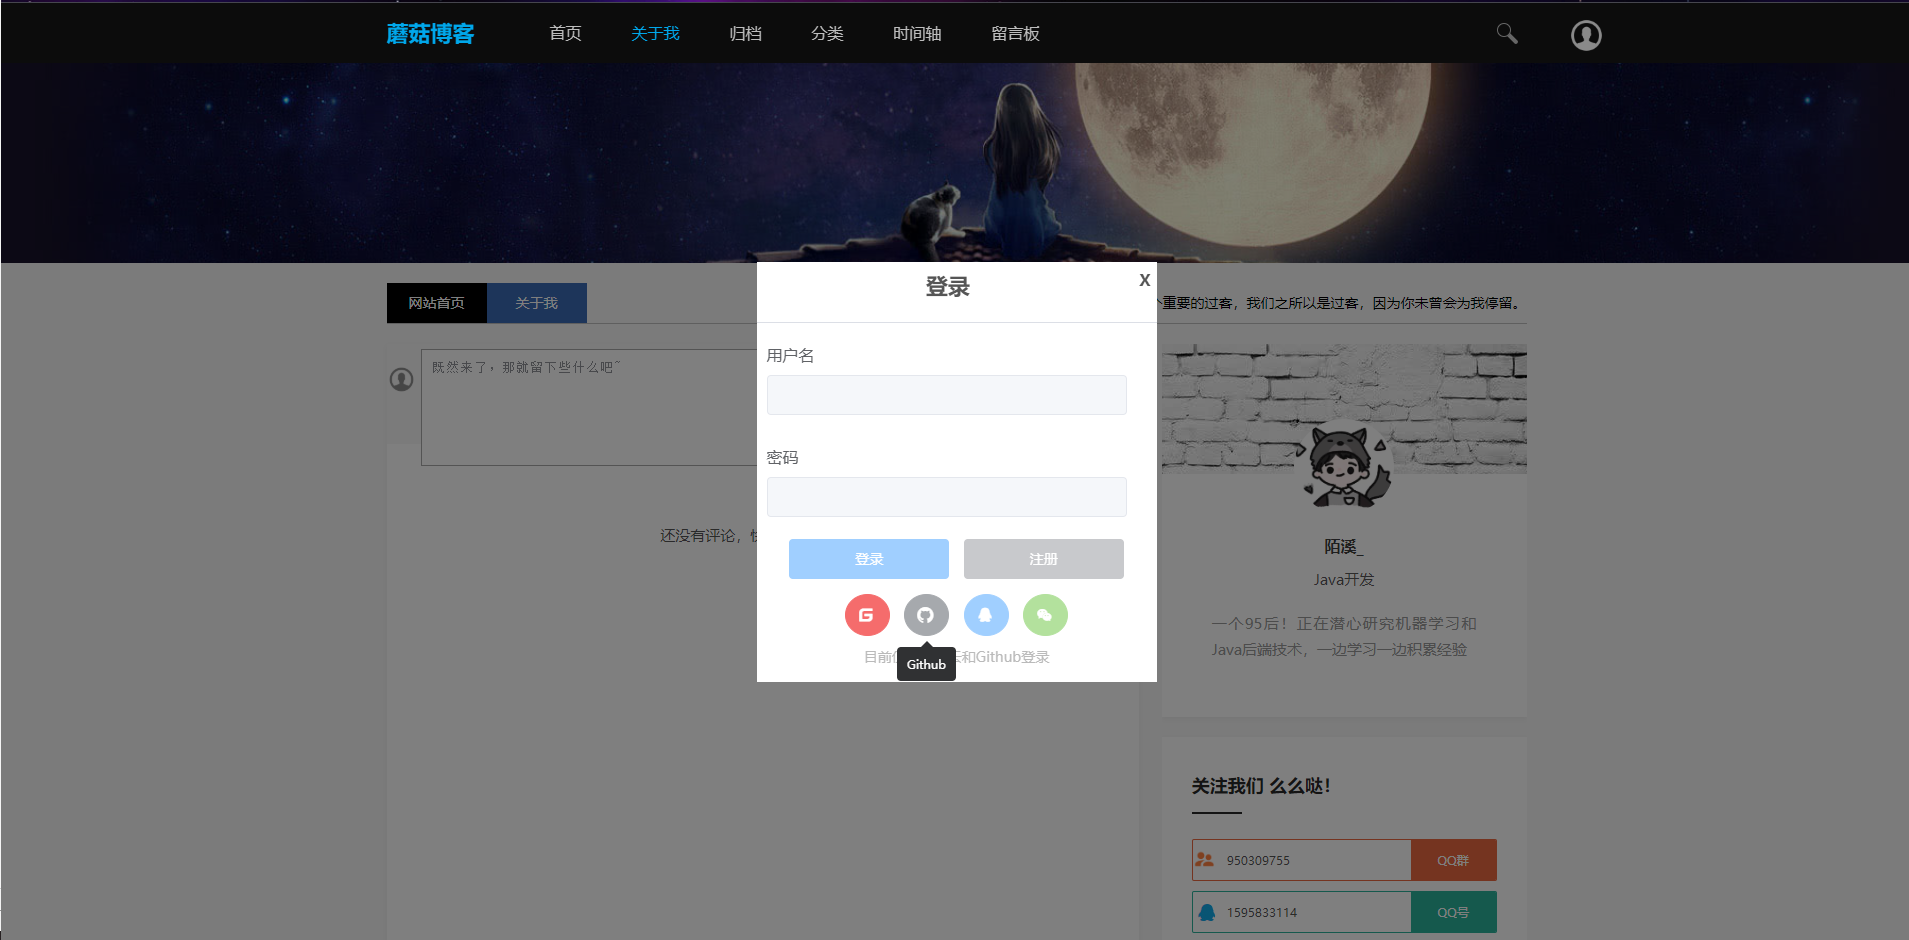 蘑菇博客 首页 关于我 归档 分类 时间轴 留言板
登录 X
网站首页 关于我
重要的过客，我们之所以是过客，因为你未曾会为我停留。
用户名
既然来了，那就留下些什么吧~
密码
还没有评论，
登录 注册
目前 和Github登录
Github
陌溪_
Java开发
一个95后！正在潜心研究机器学习和
Java后端技术，一边学习一边积累经验
关注我们 么么哒！
950309755 QQ群
1595833114 QQ号